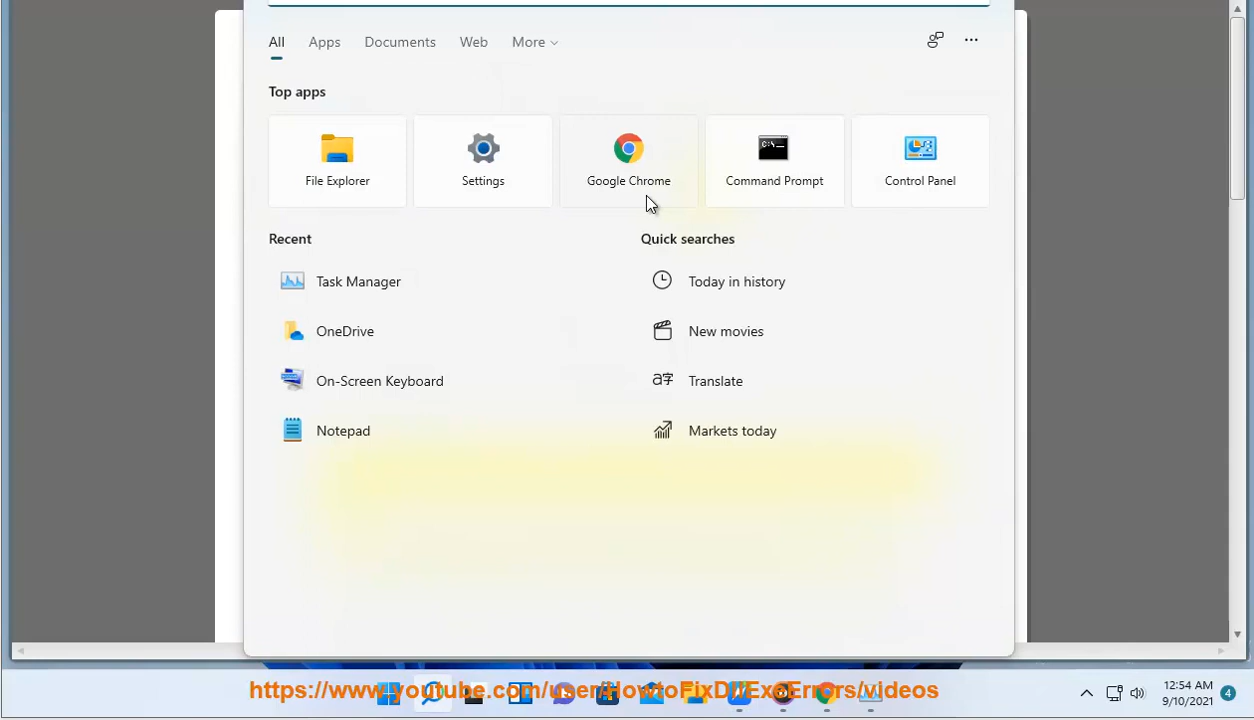 All Apps Documents Web More
Top apps
File Explorer Settings Google Chrome Command Prompt Control Panel
Recent
Task Manager
OneDrive
On-Screen Keyboard
Notepad
Quick searches
Today in history
New movies
Translate
Markets today
https://www.youtube.com/user/HowtoFixDllExeErrors/videos
12:54 AM
9/10/2021
4